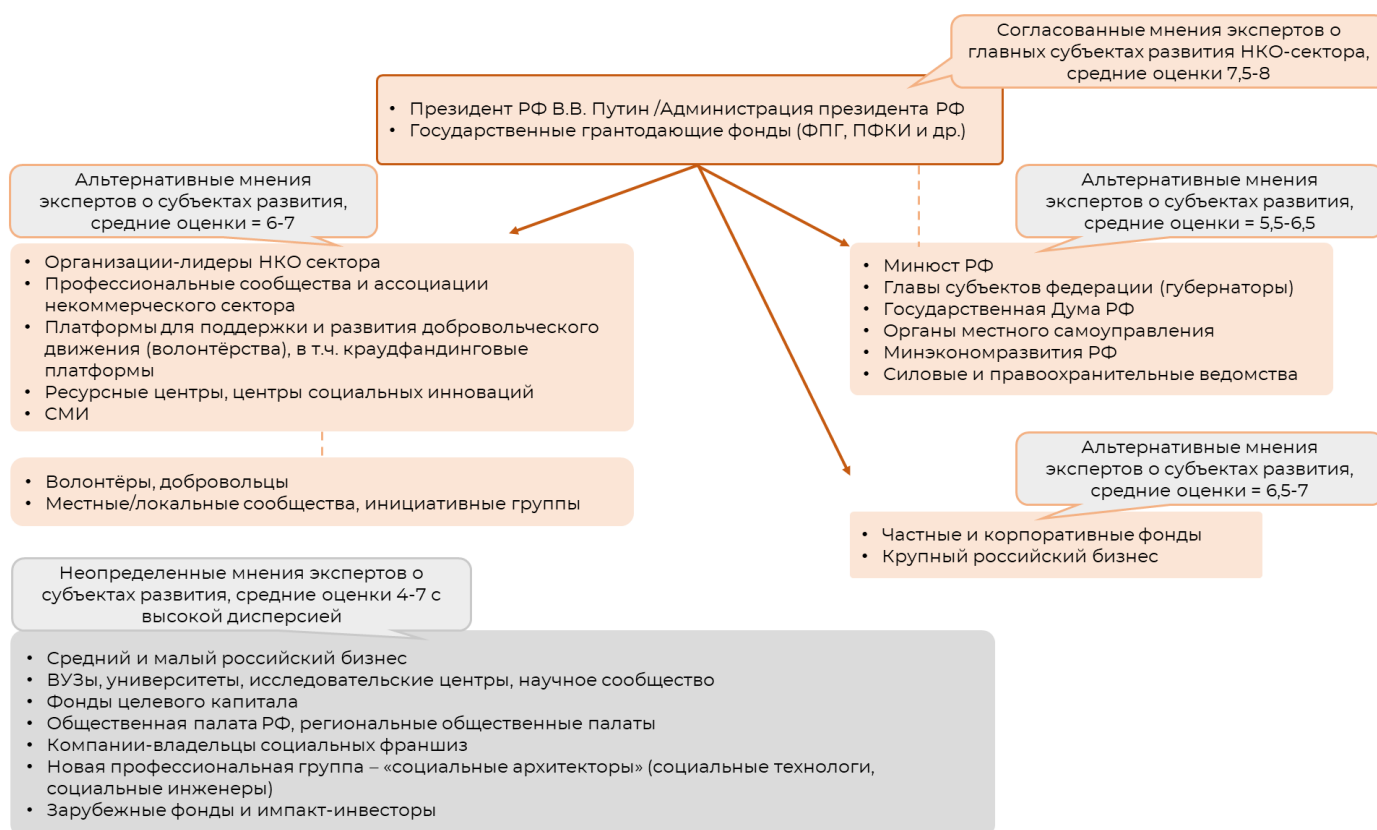 Согласованные мнения экспертов о
главных субъектах развития НКО-сектора,
средние оценки 7,5-8
• Президент РФ В.В. Путин /Администрация президента РФ
• Государственные грантодающие фонды (ФПГ, ПФКИ и др.)
Альтернативные мнения
экспертов о субъектах развития,
средние оценки = 6-7
• Организации-лидеры НКО сектора
• Профессиональные сообщества и ассоциации
некоммерческого сектора
• Платформы для поддержки и развития добровольческого
движения (волонтёрства), в т.ч. краудфандинговые
платформы
• Ресурсные центры, центры социальных инноваций
• СМИ
• Волонтёры, добровольцы
• Местные/локальные сообщества, инициативные группы
Альтернативные мнения
экспертов о субъектах развития,
средние оценки = 5,5-6,5
• Минюст РФ
• Главы субъектов федерации (губернаторы)
• Государственная Дума РФ
• Органы местного самоуправления
• Минэкономразвития РФ
• Силовые и правоохранительные ведомства
Альтернативные мнения
экспертов о субъектах развития,
средние оценки = 6,5-7
• Частные и корпоративные фонды
• Крупный российский бизнес
Неопределенные мнения экспертов о
субъектах развития, средние оценки 4-7 с
высокой дисперсией
• Средний и малый российский бизнес
• ВУЗы, университеты, исследовательские центры, научное сообщество
• Фонды целевого капитала
• Общественная палата РФ, региональные общественные палаты
• Компании-владельцы социальных франшиз
• Новая профессиональная группа – «социальные архитекторы» (социальные технологи,
социальные инженеры)
• Зарубежные фонды и импакт-инвесторы